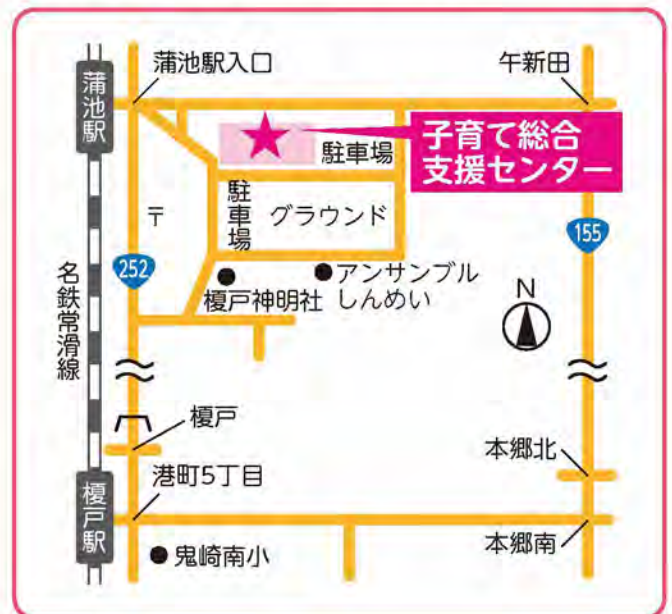 蒲池駅入口
午新田
蒲池駅
子育て総合
支援センター
駐車場
駐車場
グラウンド
〒
252
155
アンサンブル
しんめい
榎戸神明社
N
名鉄常滑線
榎戸
本郷北
港町5丁目
榎戸駅
本郷南
鬼崎南小